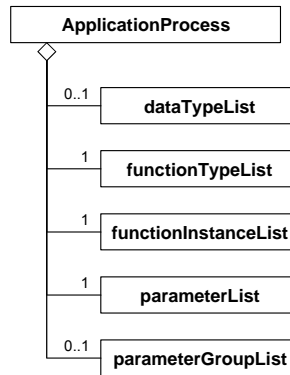 ApplicationProcess
0..1
dataTypeList
1
functionTypeList
1
functionInstanceList
1
parameterList
0..1
parameterGroupList